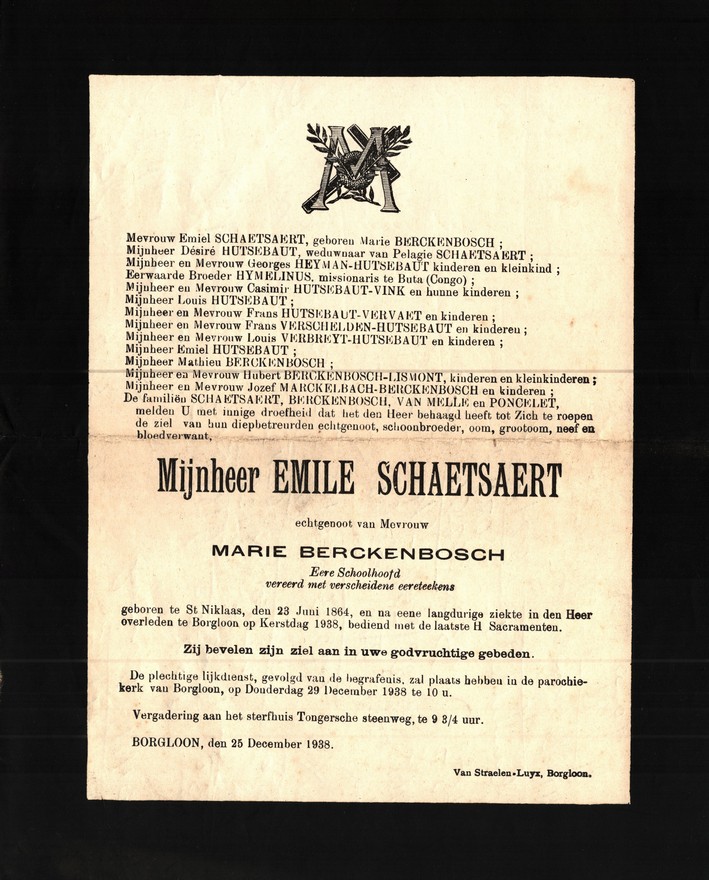 M
Mevrouw Emiel SCHAETSAERT, geboren Marie BERCKENBOSCH ;
Mijnheer Désiré HUTSEBAUT, weduwnaar van Pelagie SCHAETSAERT ;
Mijnheer en Mevrouw Georges HEYMAN-HUTSEBAUT kinderen en kleinkind ;
Eerwaarde Broeder HYMELINUS, missionaris te Buta (Congo) ;
Mijnheer en Mevrouw Casimir HUTSEBAUT-VINK en hunne kinderen ;
Mijnheer Louis HUTSEBAUT ;
Mijnheer en Mevrouw Frans HUTSEBAUT-VERVAET en kinderen ;
Mijnheer en Mevrouw Frans VERSCHELDEN-HUTSEBAUT en kinderen ;
Mijnheer en Mevrouw Louis VERBREYT-HUTSEBAUT en kinderen ;
Mijnheer Emiel HUTSEBAUT ;
Mijnheer Mathieu BERCKENBOSCH ;
Mijnheer en Mevrouw Hubert BERCKENBOSCH-LISMONT, kinderen en kleinkinderen ;
Mijnheer en Mevrouw Jozef MARCKELBACH-BERCKENBOSCH en kinderen ;
De familiën SCHAETSAERT, BERCKENBOSCH, VAN MELLE en PONCELET,
melden U met innige droefheid dat het den Heer behaagd heeft tot Zich te roepen
de ziel van hun diepbetreurden echtgenoot, schoonbroeder, oom, grootoom, neef en
bloedverwant,
Mijnheer EMILE SCHAETSAERT
echtgenoot van Mevrouw
MARIE BERCKENBOSCH
Eere Schoolhoofd
vereerd met verscheidene eereteekens
geboren te St Niklaas, den 23 Juni 1864, en na eene langdurige ziekte in den Heer
overleden te Borgloon op Kerstdag 1938, bediend met de laatste H Sacramenten.
Zij bevelen zijn ziel aan in uwe godvruchtige gebeden.
De plechtige lijkdienst, gevolgd van de begrafenis, zal plaats hebben in de parochie-
kerk van Borgloon, op Donderdag 29 December 1938 te 10 u.
Vergadering aan het sterfhuis Tongersche steenweg, te 9 3/4 uur.
BORGLOON, den 25 December 1938.
Van Straelen-Luyx, Borgloon.